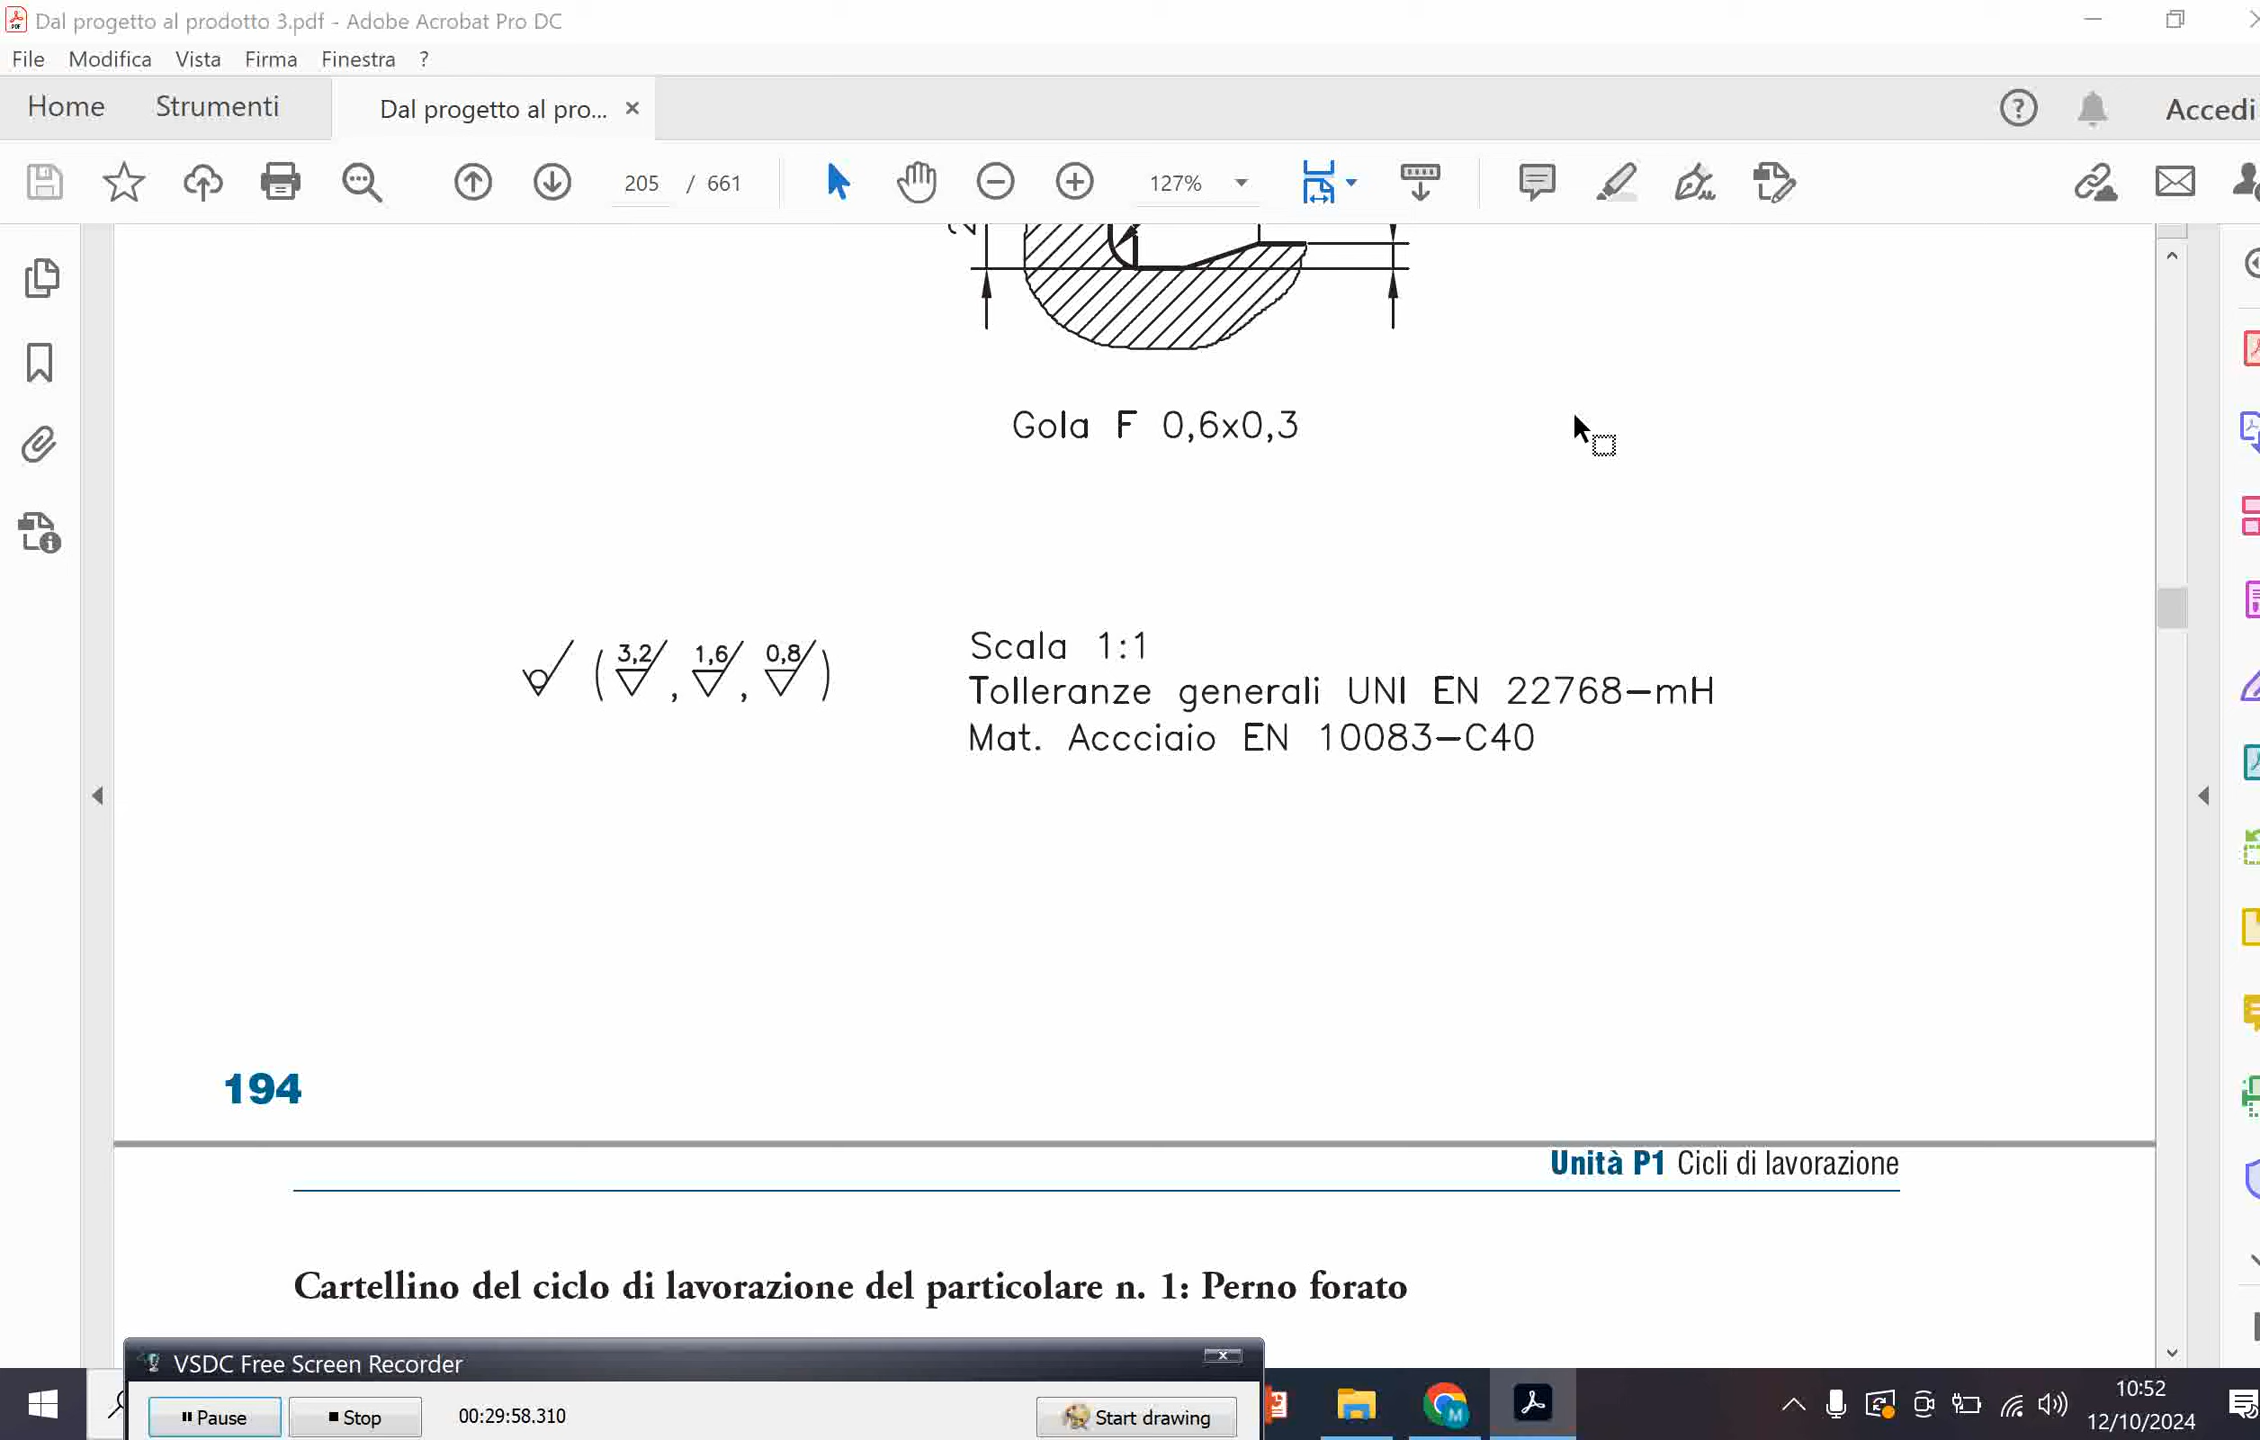 Dal progetto al prodotto 3.pdf - Adobe Acrobat Pro DC
File Modifica Vista Firma Finestra ?
Home Strumenti Dal progetto al pro... Accedi
205 / 661 127%
Gola F 0,6x0,3
(3,2, 1,6, 0,8)
Scala 1:1
Tolleranze generali UNI EN 22768-mH
Mat. Accciaio EN 10083-C40
194
Unità P1 Cicli di lavorazione
Cartellino del ciclo di lavorazione del particolare n. 1: Perno forato
VSDC Free Screen Recorder
Pause Stop 00:29:58.310 Start drawing
10:52
12/10/2024